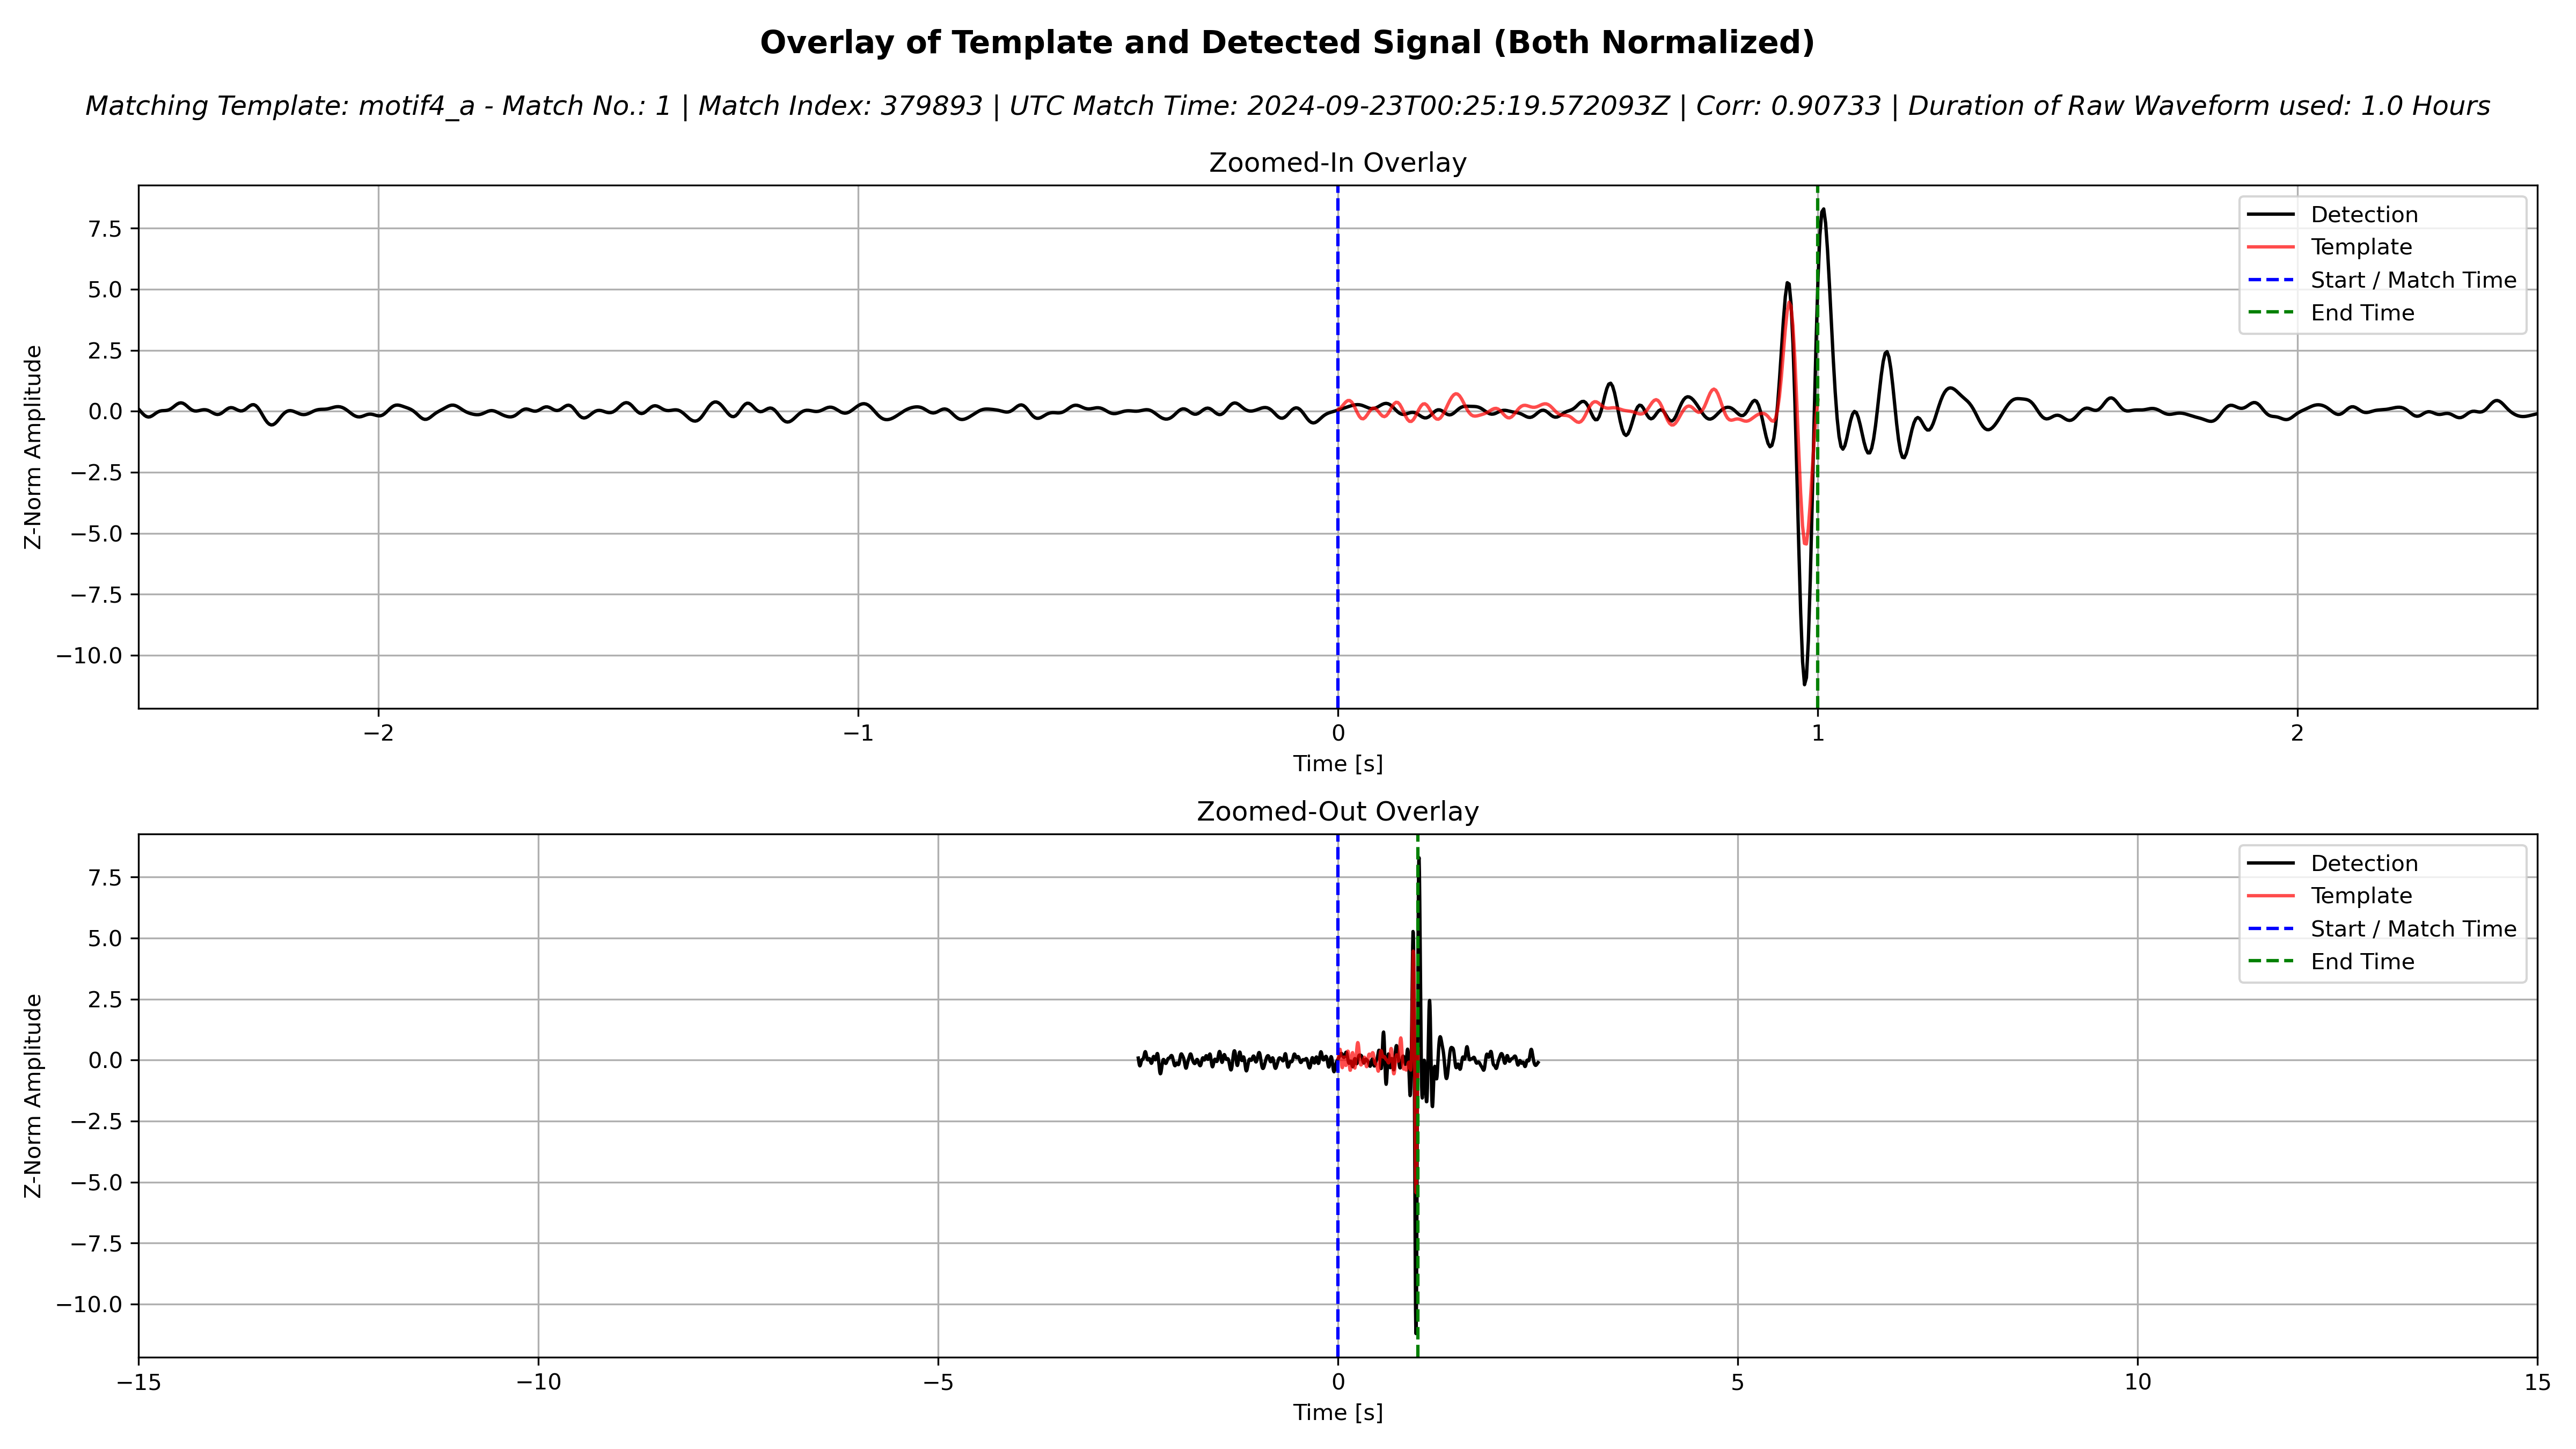 Overlay of Template and Detected Signal (Both Normalized)
Matching Template: motif4_a - Match No.: 1 | Match Index: 379893 | UTC Match Time: 2024-09-23T00:25:19.572093Z | Corr: 0.90733 | Duration of Raw Waveform used: 1.0 Hours
Zoomed-In Overlay
Z-Norm Amplitude
7.5
5.0
2.5
0.0
−2.5
−5.0
−7.5
−10.0
Detection
Template
Start / Match Time
End Time
−2
−1
0
1
2
Time [s]
Zoomed-Out Overlay
Z-Norm Amplitude
7.5
5.0
2.5
0.0
−2.5
−5.0
−7.5
−10.0
Detection
Template
Start / Match Time
End Time
−15
−10
−5
0
5
10
15
Time [s]